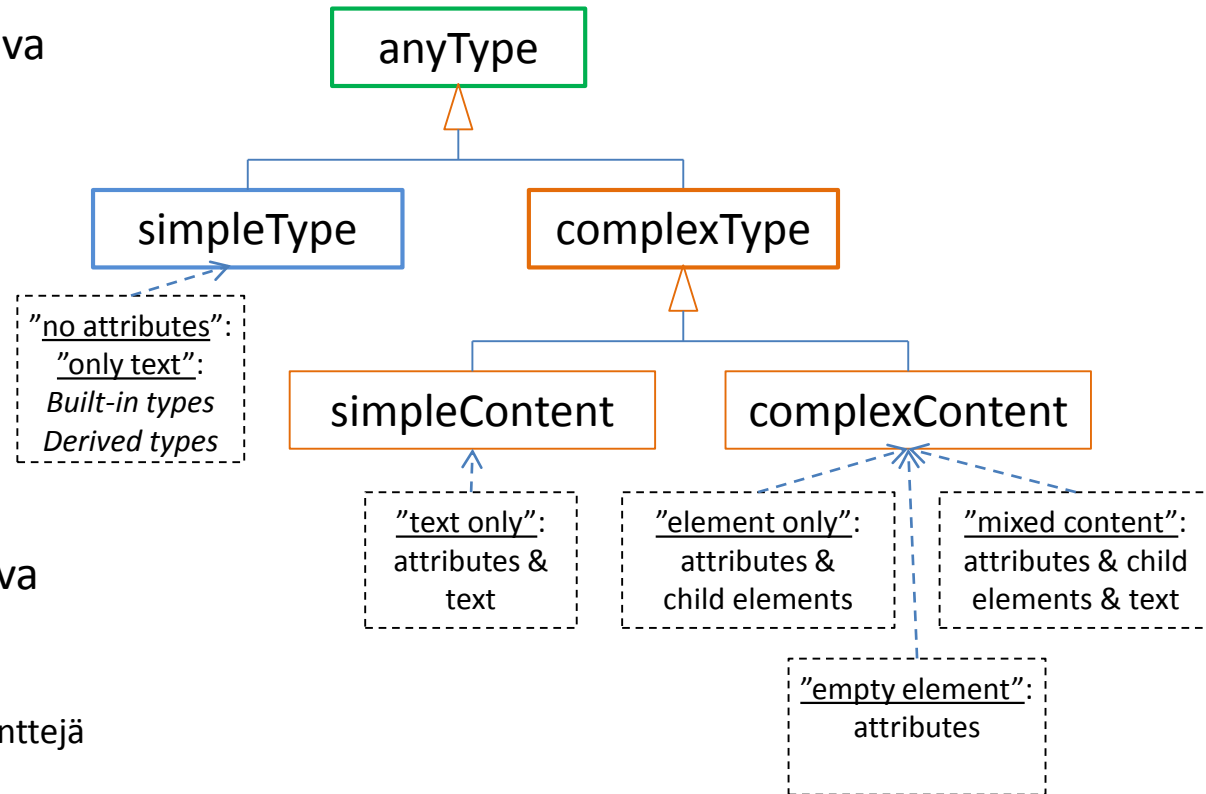 va
anyType
simpleType
complexType
”no attributes”:
”only text”:
Built-in types
Derived types
simpleContent
complexContent
”text only”:
attributes &
text
”element only”:
attributes &
child elements
”mixed content”:
attributes & child
elements & text
va
”empty element”:
attributes
nttejä